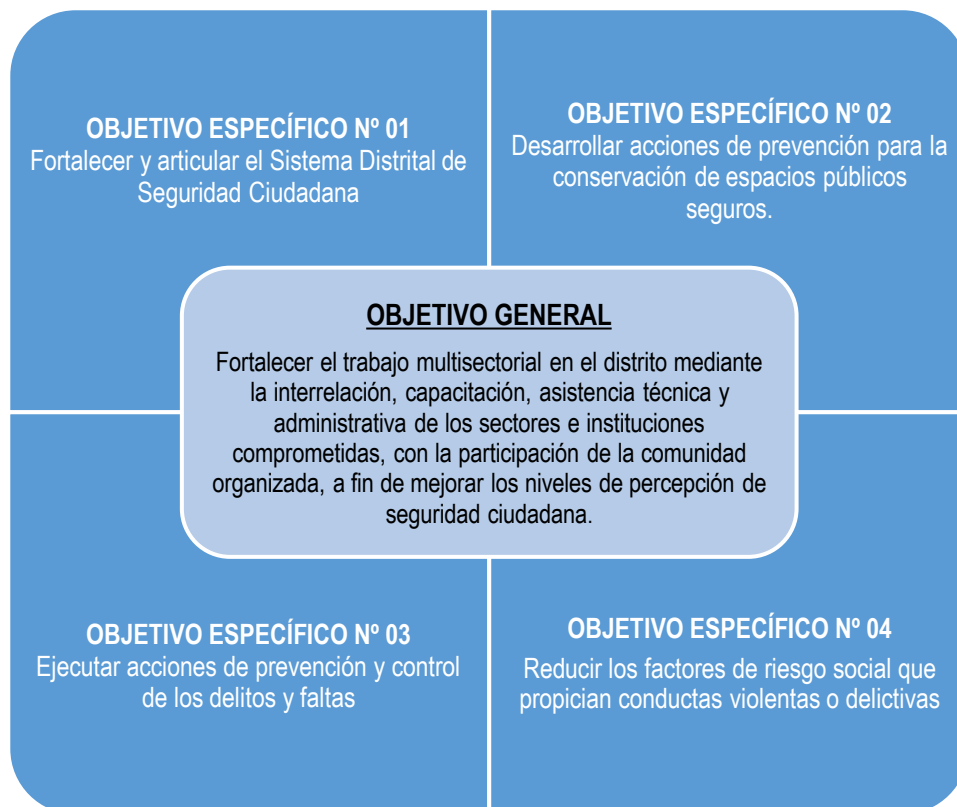 OBJETIVO ESPECÍFICO Nº 01
Fortalecer y articular el Sistema Distrital de
Seguridad Ciudadana
OBJETIVO ESPECÍFICO Nº 02
Desarrollar acciones de prevención para la
conservación de espacios públicos
seguros.
OBJETIVO GENERAL
Fortalecer el trabajo multisectorial en el distrito mediante
la interrelación, capacitación, asistencia técnica y
administrativa de los sectores e instituciones
comprometidas, con la participación de la comunidad
organizada, a fin de mejorar los niveles de percepción de
seguridad ciudadana.
OBJETIVO ESPECÍFICO Nº 03
Ejecutar acciones de prevención y control
de los delitos y faltas
OBJETIVO ESPECÍFICO Nº 04
Reducir los factores de riesgo social que
propician conductas violentas o delictivas